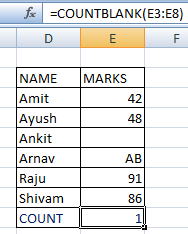 fx =COUNTBLANK(E3:E8)
D E F
NAME MARKS
Amit 42
Ayush 48
Ankit
Arnav AB
Raju 91
Shivam 86
COUNT 1